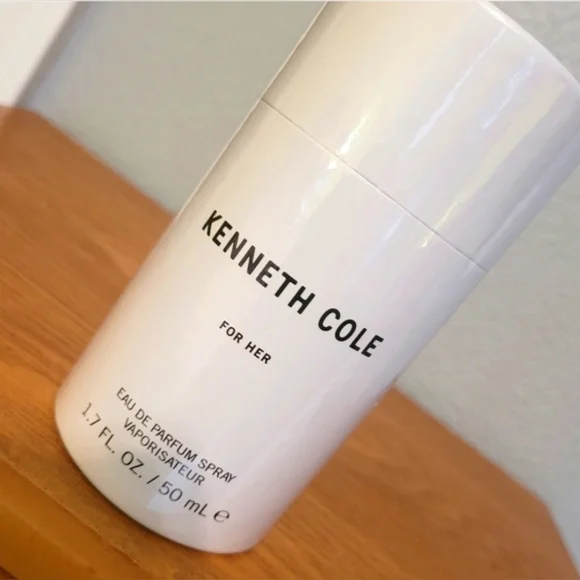 KENNETH COLE
FOR HER
EAU DE PARFUM SPRAY
VAPORISATEUR
1.7 FL. OZ. / 50 mL ℮